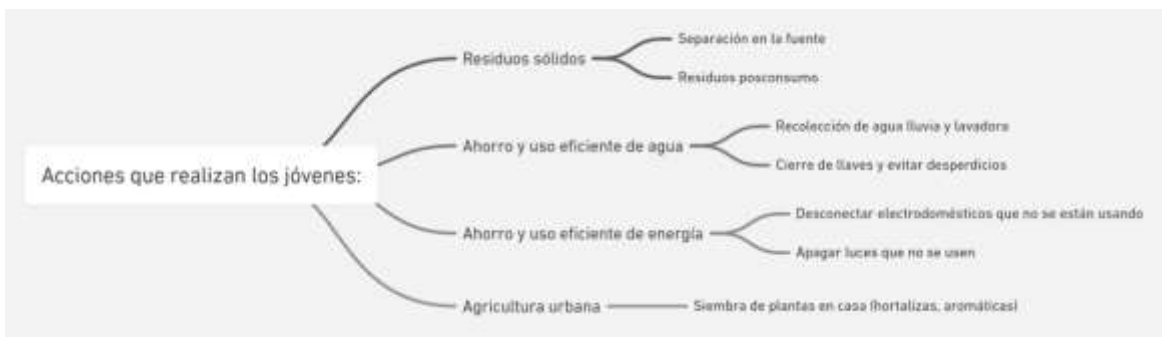 Acciones que realizan los jóvenes:
Residuos sólidos
Separación en la fuente
Residuos posconsumo
Ahorro y uso eficiente de agua
Recolección de agua lluvia y lavadora
Cierre de llaves y evitar desperdicios
Ahorro y uso eficiente de energía
Desconectar electrodomésticos que no se están usando
Apagar luces que no se usen
Agricultura urbana
Siembra de plantas en casa (hortalizas, aromáticas)